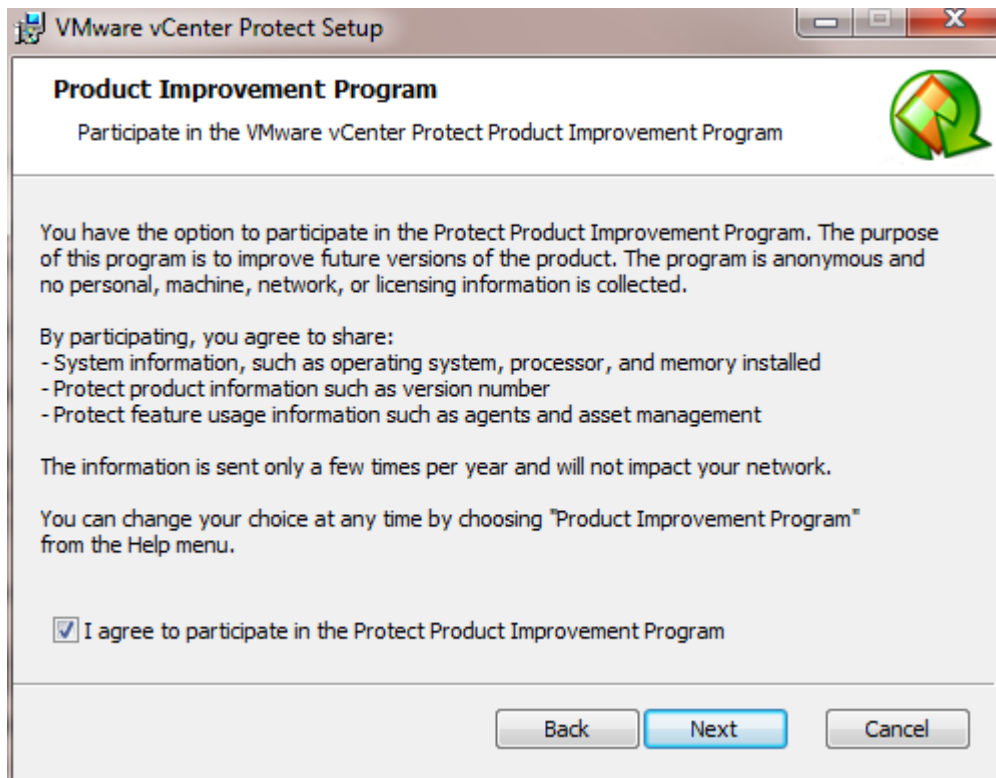 VMware vCenter Protect Setup
Product Improvement Program
Participate in the VMware vCenter Protect Product Improvement Program
You have the option to participate in the Protect Product Improvement Program. The purpose
of this program is to improve future versions of the product. The program is anonymous and
no personal, machine, network, or licensing information is collected.
By participating, you agree to share:
- System information, such as operating system, processor, and memory installed
- Protect product information such as version number
- Protect feature usage information such as agents and asset management
The information is sent only a few times per year and will not impact your network.
You can change your choice at any time by choosing "Product Improvement Program"
from the Help menu.
I agree to participate in the Protect Product Improvement Program
Back Next Cancel